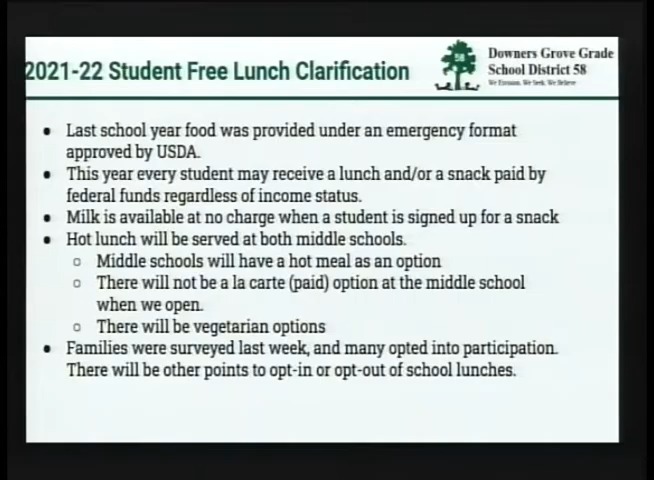 2021-22 Student Free Lunch Clarification
58
Downers Grove Grade
School District 58
We Envision. We Seek. We Believe
• Last school year food was provided under an emergency format
approved by USDA.
• This year every student may receive a lunch and/or a snack paid by
federal funds regardless of income status.
• Milk is available at no charge when a student is signed up for a snack
• Hot lunch will be served at both middle schools.
○ Middle schools will have a hot meal as an option
○ There will not be a la carte (paid) option at the middle school
when we open.
○ There will be vegetarian options
• Families were surveyed last week, and many opted into participation.
There will be other points to opt-in or opt-out of school lunches.